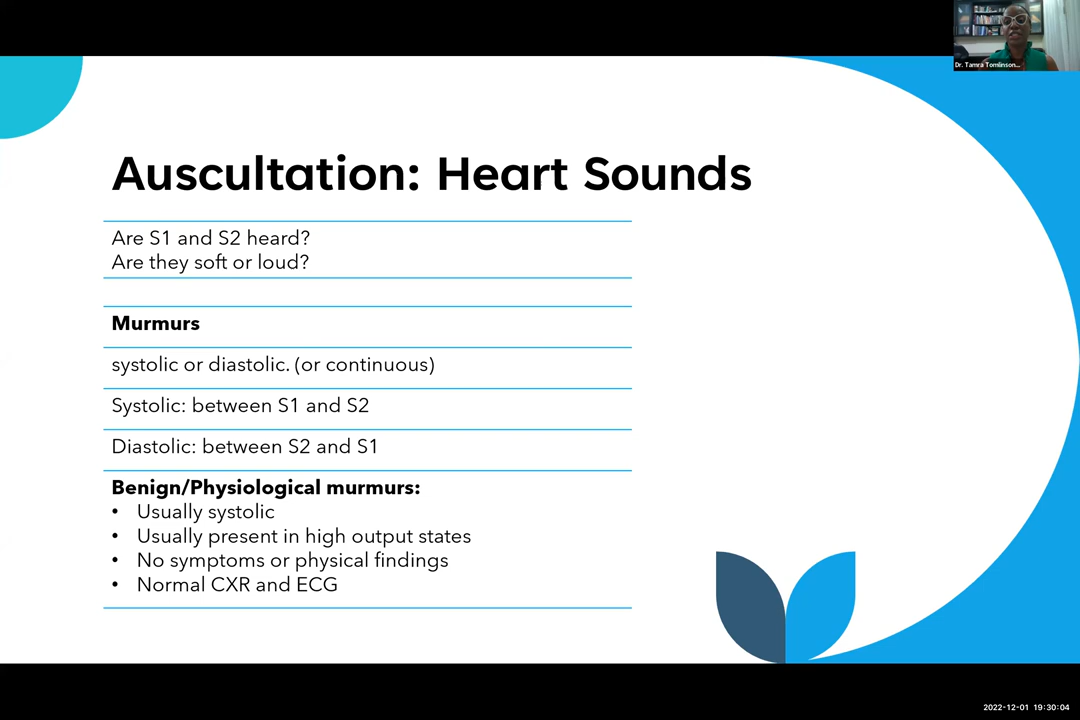 Dr. Tamra Tomlinson...
Auscultation: Heart Sounds
Are S1 and S2 heard?
Are they soft or loud?
Murmurs
systolic or diastolic. (or continuous)
Systolic: between S1 and S2
Diastolic: between S2 and S1
Benign/Physiological murmurs:
• Usually systolic
• Usually present in high output states
• No symptoms or physical findings
• Normal CXR and ECG
2022-12-01 19:30:04